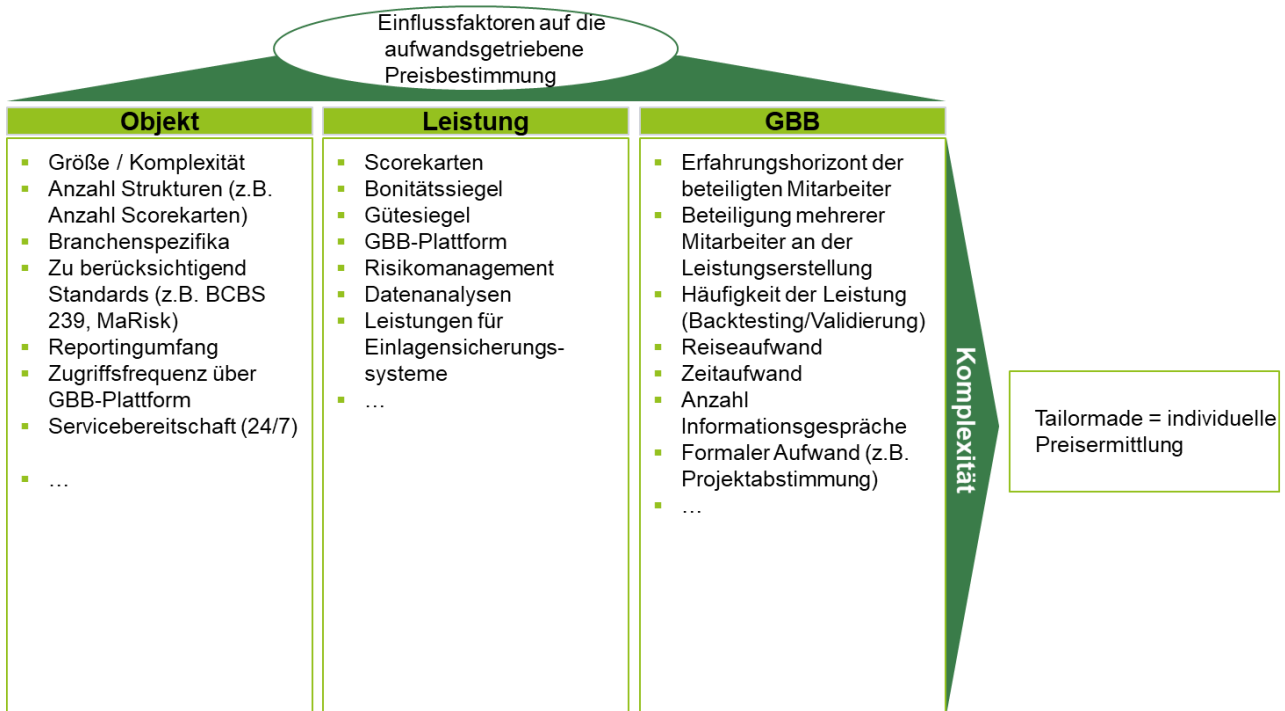 Einflussfaktoren auf die
aufwandsgetriebene
Preisbestimmung
Objekt
▪ Größe / Komplexität
▪ Anzahl Strukturen (z.B.
Anzahl Scorekarten)
▪ Branchenspezifika
▪ Zu berücksichtigend
Standards (z.B. BCBS
239, MaRisk)
▪ Reportingumfang
▪ Zugriffsfrequenz über
GBB-Plattform
▪ Servicebereitschaft (24/7)
▪ …
Leistung
▪ Scorekarten
▪ Bonitätssiegel
▪ Gütesiegel
▪ GBB-Plattform
▪ Risikomanagement
▪ Datenanalysen
▪ Leistungen für
Einlagensicherungs-
systeme
▪ …
GBB
▪ Erfahrungshorizont der
beteiligten Mitarbeiter
▪ Beteiligung mehrerer
Mitarbeiter an der
Leistungserstellung
▪ Häufigkeit der Leistung
(Backtesting/Validierung)
▪ Reiseaufwand
▪ Zeitaufwand
▪ Anzahl
Informationsgespräche
▪ Formaler Aufwand (z.B.
Projektabstimmung)
▪ …
Komplexität
Tailormade = individuelle
Preisermittlung